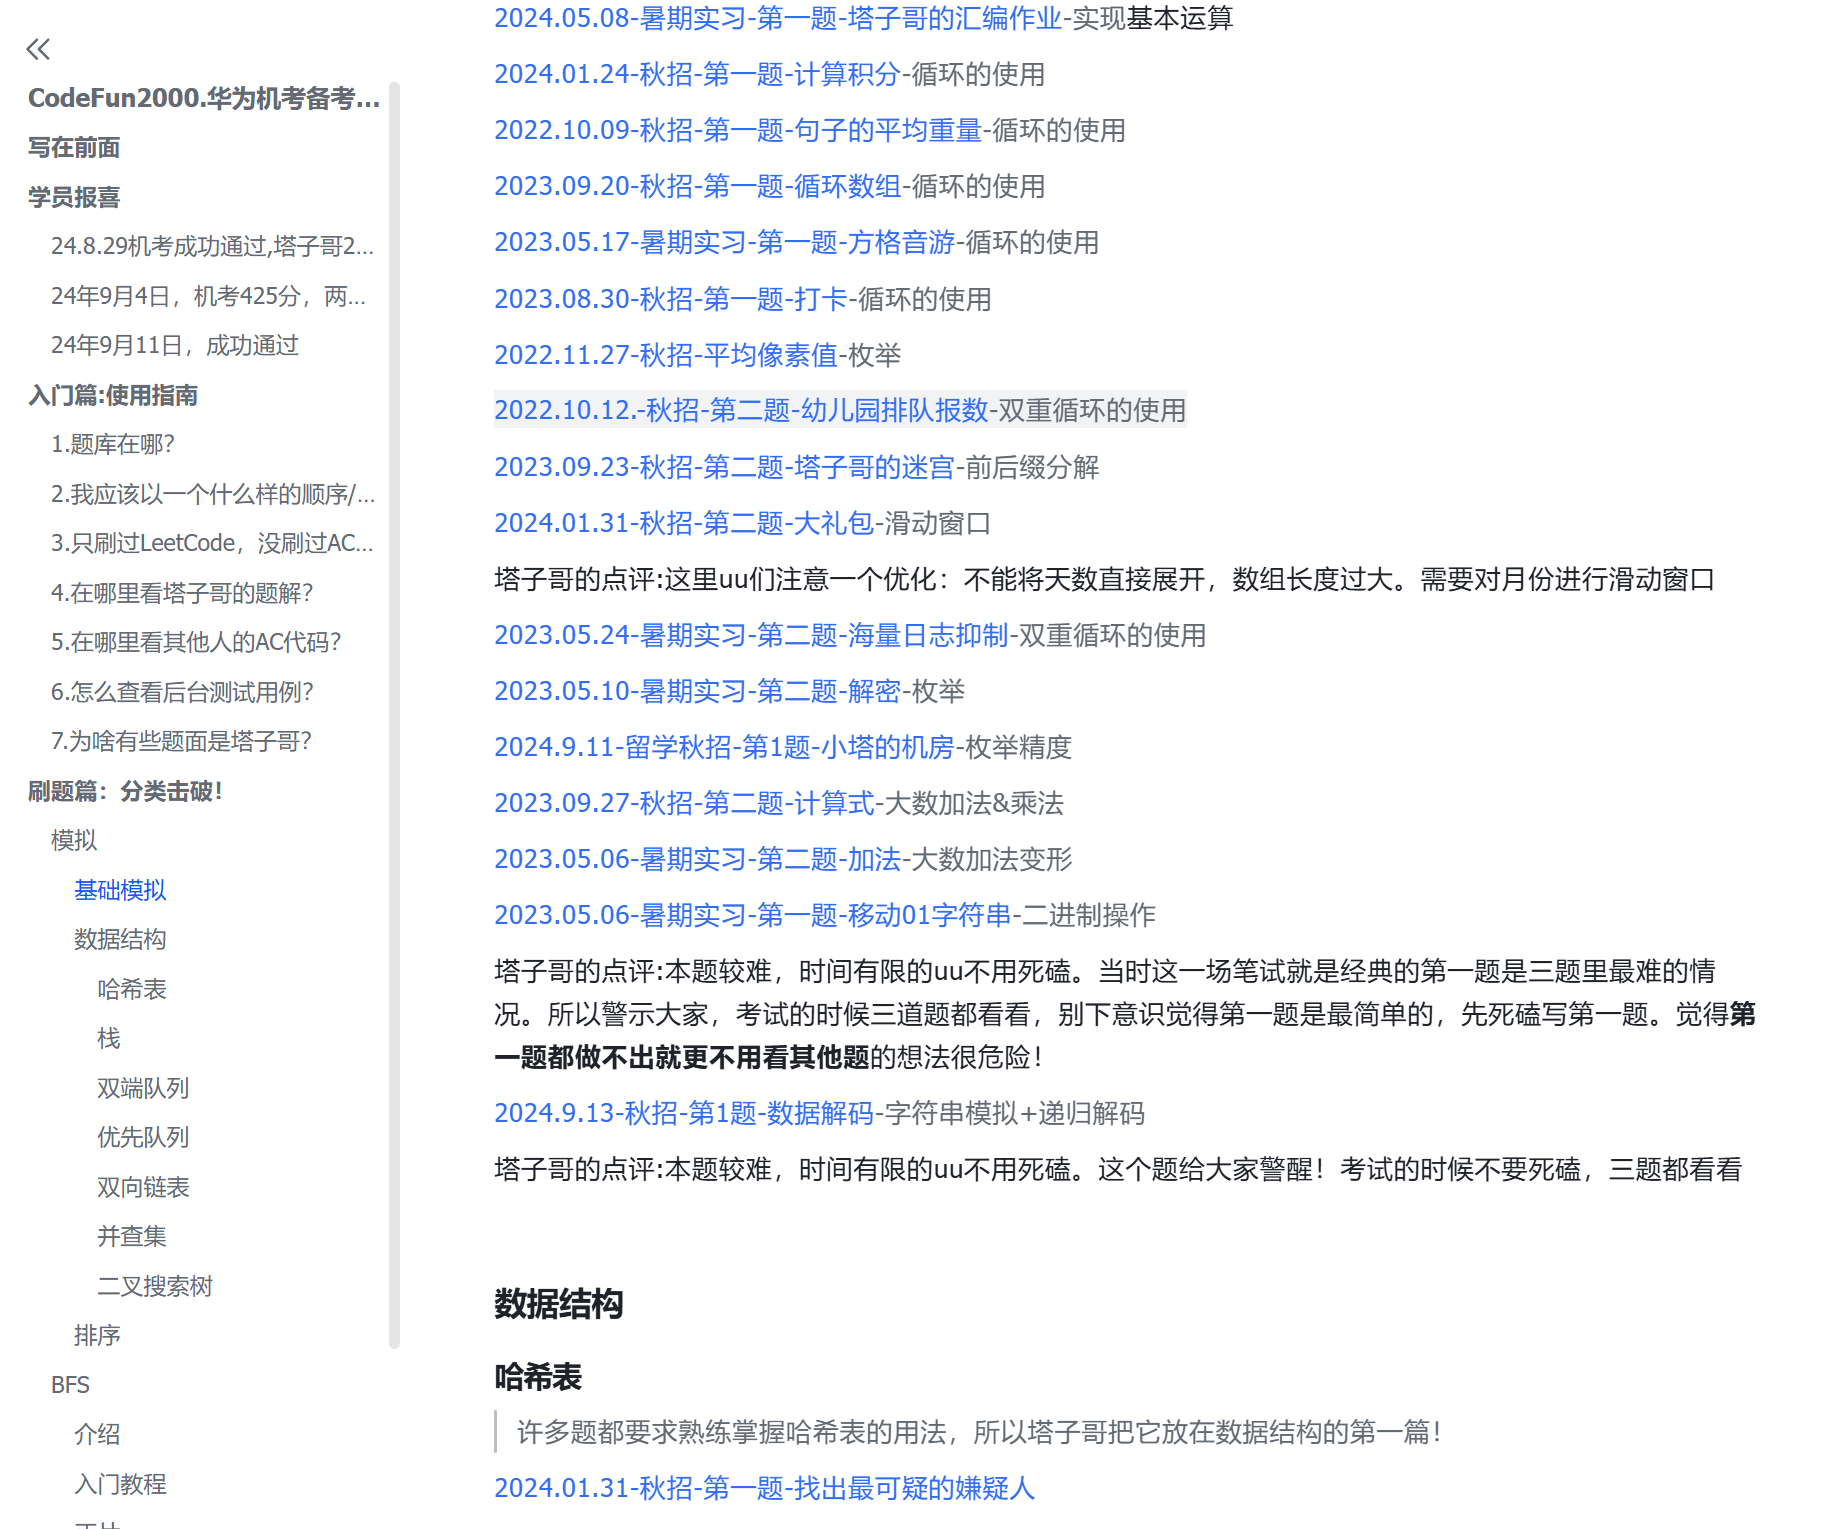 CodeFun2000.华为机考备考...
写在前面
学员报喜
24.8.29机考成功通过,塔子哥2...
24年9月4日，机考425分，两...
24年9月11日，成功通过
入门篇:使用指南
1.题库在哪？
2.我应该以一个什么样的顺序/...
3.只刷过LeetCode，没刷过AC...
4.在哪里看塔子哥的题解？
5.在哪里看其他人的AC代码？
6.怎么查看后台测试用例？
7.为啥有些题面是塔子哥？
刷题篇：分类击破！
模拟
基础模拟
数据结构
哈希表
栈
双端队列
优先队列
双向链表
并查集
二叉搜索树
排序
BFS
介绍
入门教程
2024.05.08-暑期实习-第一题-塔子哥的汇编作业-实现基本运算
2024.01.24-秋招-第一题-计算积分-循环的使用
2022.10.09-秋招-第一题-句子的平均重量-循环的使用
2023.09.20-秋招-第一题-循环数组-循环的使用
2023.05.17-暑期实习-第一题-方格音游-循环的使用
2023.08.30-秋招-第一题-打卡-循环的使用
2022.11.27-秋招-平均像素值-枚举
2022.10.12.-秋招-第二题-幼儿园排队报数-双重循环的使用
2023.09.23-秋招-第二题-塔子哥的迷宫-前后缀分解
2024.01.31-秋招-第二题-大礼包-滑动窗口
塔子哥的点评:这里uu们注意一个优化：不能将天数直接展开，数组长度过大。需要对月份进行滑动窗口
2023.05.24-暑期实习-第二题-海量日志抑制-双重循环的使用
2023.05.10-暑期实习-第二题-解密-枚举
2024.9.11-留学秋招-第1题-小塔的机房-枚举精度
2023.09.27-秋招-第二题-计算式-大数加法&乘法
2023.05.06-暑期实习-第二题-加法-大数加法变形
2023.05.06-暑期实习-第一题-移动01字符串-二进制操作
塔子哥的点评:本题较难，时间有限的uu不用死磕。当时这一场笔试就是经典的第一题是三题里最难的情
况。所以警示大家，考试的时候三道题都看看，别下意识觉得第一题是最简单的，先死磕写第一题。觉得第
一题都做不出就更不用看其他题的想法很危险！
2024.9.13-秋招-第1题-数据解码-字符串模拟+递归解码
塔子哥的点评:本题较难，时间有限的uu不用死磕。这个题给大家警醒！考试的时候不要死磕，三题都看看
数据结构
哈希表
许多题都要求熟练掌握哈希表的用法，所以塔子哥把它放在数据结构的第一篇！
2024.01.31-秋招-第一题-找出最可疑的嫌疑人